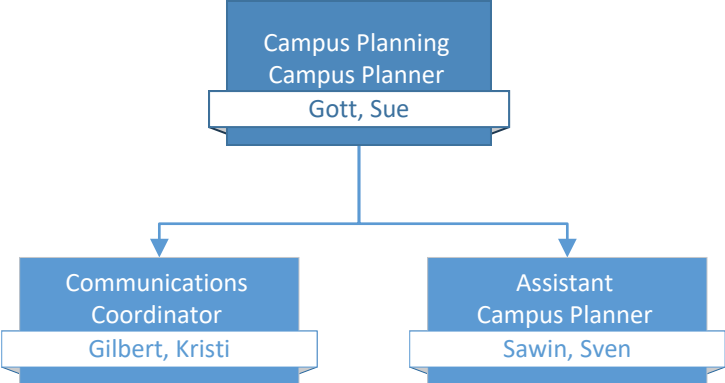 Campus Planning
Campus Planner
Gott, Sue
Communications
Coordinator
Gilbert, Kristi
Assistant
Campus Planner
Sawin, Sven